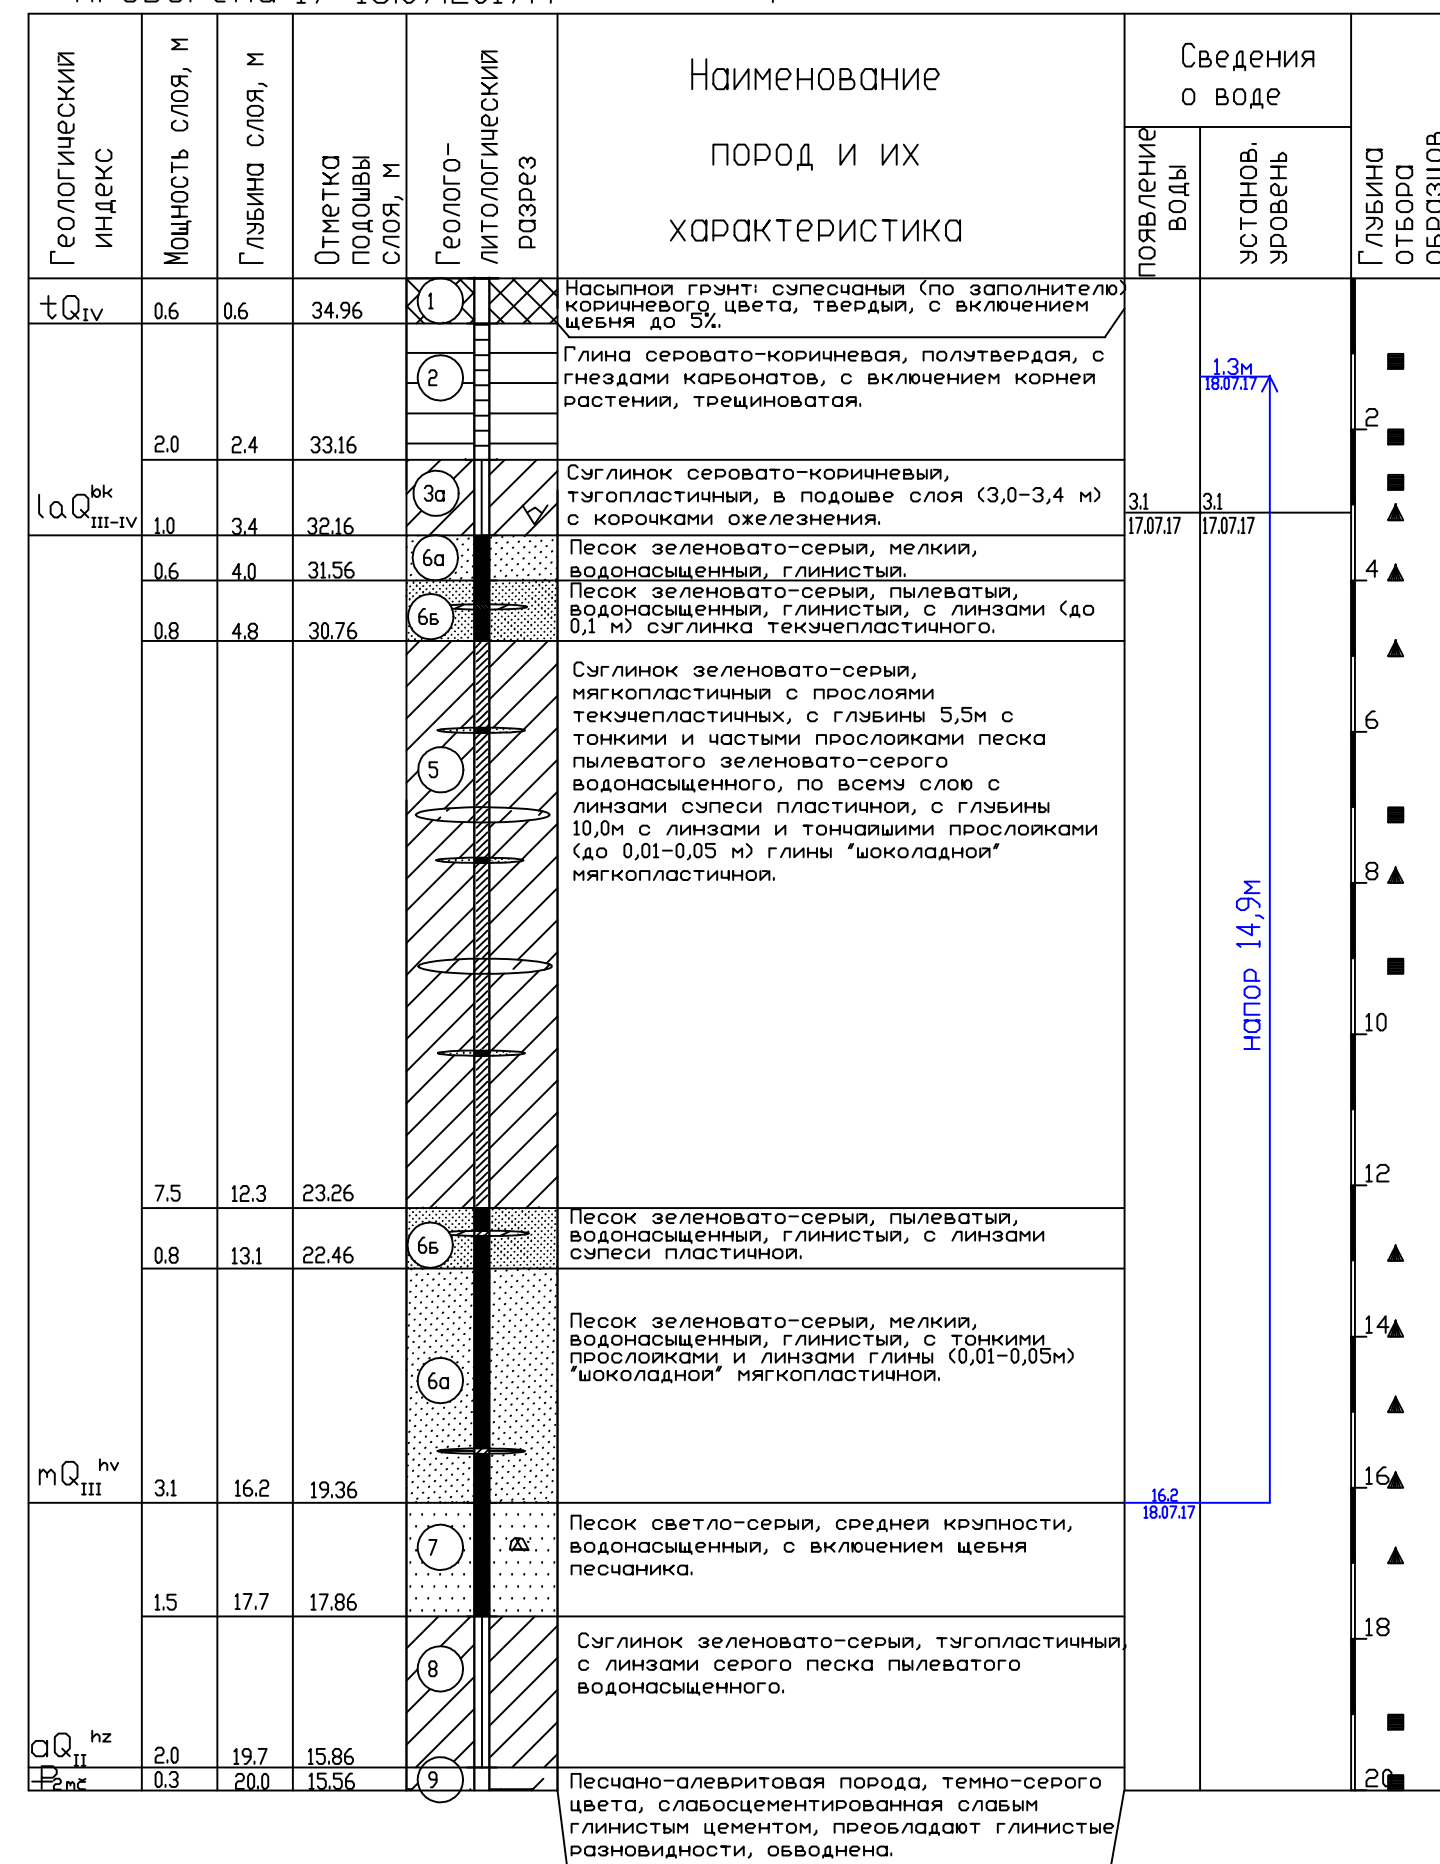 Геологический
индекс
Мощность слоя, м
Глубина слоя, м
Отметка
подошвы
слоя, м
Геолого-
литологический
разрез
Наименование
пород и их
характеристика
Сведения
о воде
появление
воды
установ.
уровень
Глубина
отбора
образцов
tQIV
0.6
0.6
34.96
1
Насыпной грунт: супесчаный (по заполнителю)
коричневого цвета, твердый, с включением
щебня до 5%.
2
Глина серовато-коричневая, полутвердая, с
гнездами карбонатов, с включением корней
растений, трещиноватая.
1.3м
18.07.17
2
2.0
2.4
33.16
laQIII-IV bk
1.0
3.4
32.16
3а
Суглинок серовато-коричневый,
тугопластичный, в подошве слоя (3,0-3,4 м)
с корочками ожелезнения.
3.1
17.07.17
3.1
17.07.17
0.6
4.0
31.56
6а
Песок зеленовато-серый, мелкий,
водонасыщенный, глинистый.
4
0.8
4.8
30.76
6Б
Песок зеленовато-серый, пылеватый,
водонасыщенный, глинистый, с линзами (до
0,1 м) суглинка текучепластичного.
5
Суглинок зеленовато-серый,
мягкопластичный с прослоями
текучепластичных, с глубины 5,5м с
тонкими и частыми прослойками песка
пылеватого зеленовато-серого
водонасыщенного, по всему слою с
линзами супеси пластичной, с глубины
10,0м с линзами и тончайшими прослойками
(до 0,01-0,05 м) глины "шоколадной"
мягкопластичной.
6
8
напор 14,9м
10
12
7.5
12.3
23.26
0.8
13.1
22.46
6Б
Песок зеленовато-серый, пылеватый,
водонасыщенный, глинистый, с линзами
супеси пластичной.
6а
Песок зеленовато-серый, мелкий,
водонасыщенный, глинистый, с тонкими
прослойками и линзами глины (0,01-0,05м)
"шоколадной" мягкопластичной.
14
mQIII hv
3.1
16.2
19.36
16.2
18.07.17
16
7
Песок светло-серый, средней крупности,
водонасыщенный, с включением щебня
песчаника.
1.5
17.7
17.86
18
8
Суглинок зеленовато-серый, тугопластичный,
с линзами серого песка пылеватого
водонасыщенного.
aQII hz
2.0
19.7
15.86
P2mč
0.3
20.0
15.56
9
Песчано-алевритовая порода, темно-серого
цвета, слабосцементированная слабым
глинистым цементом, преобладают глинистые
разновидности, обводнена.
20